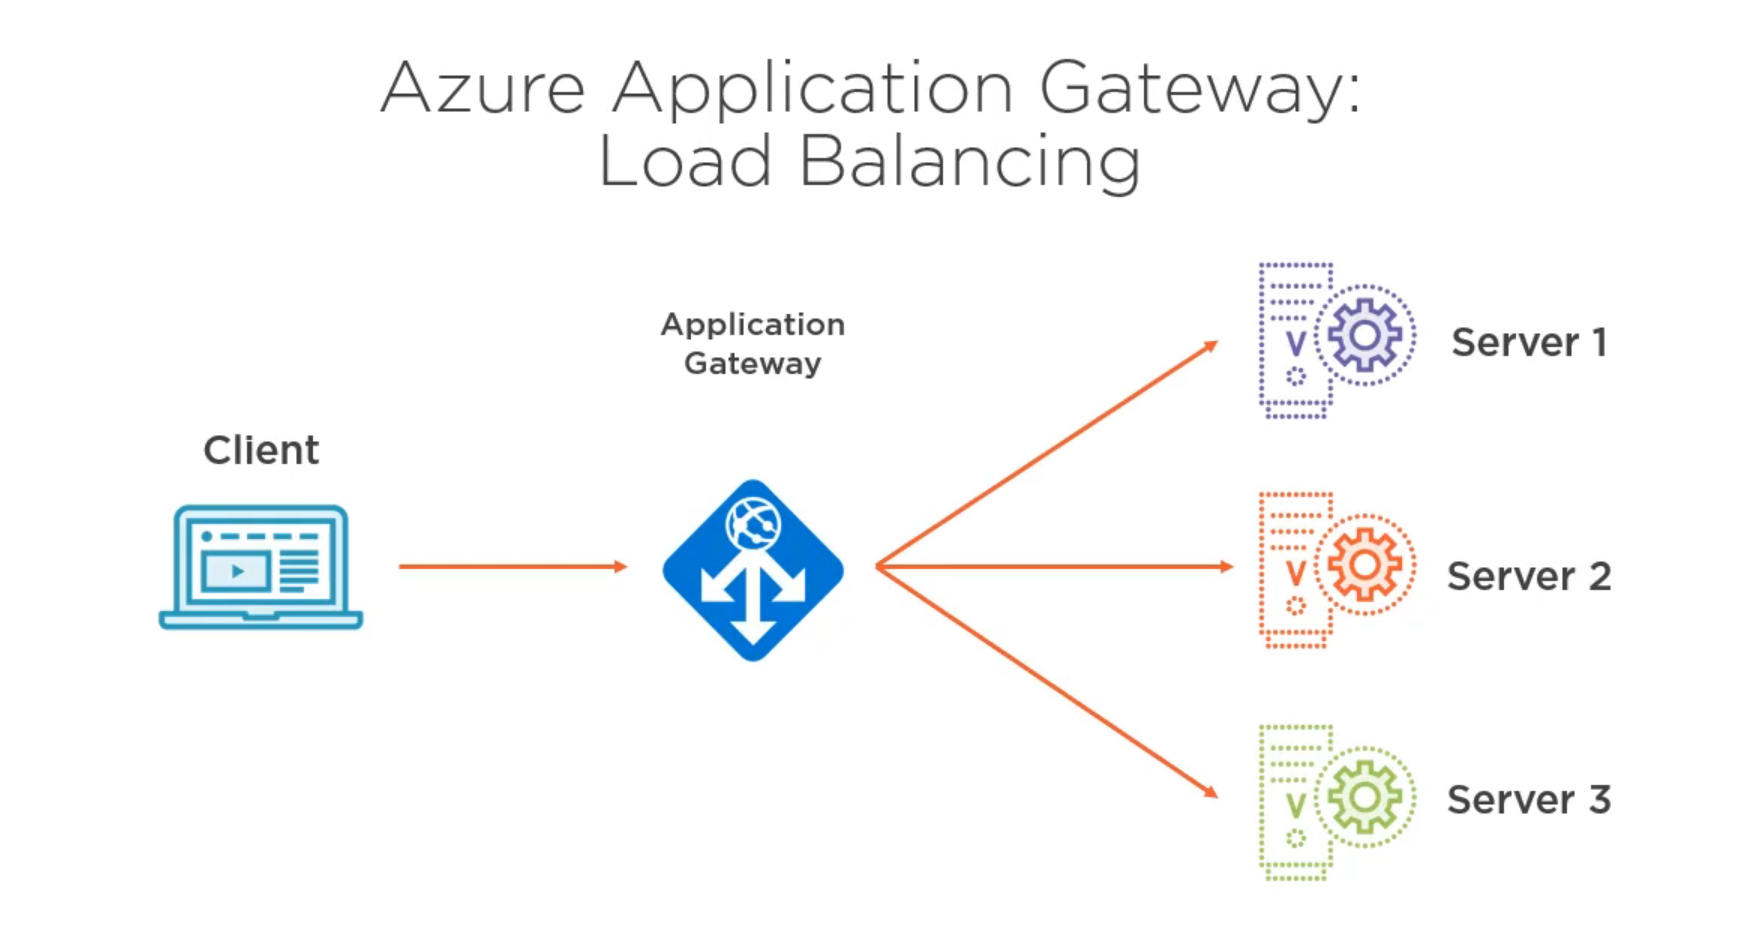 Azure Application Gateway:
Load Balancing
Application
Gateway
Client
V
Server 1
V
Server 2
V
Server 3